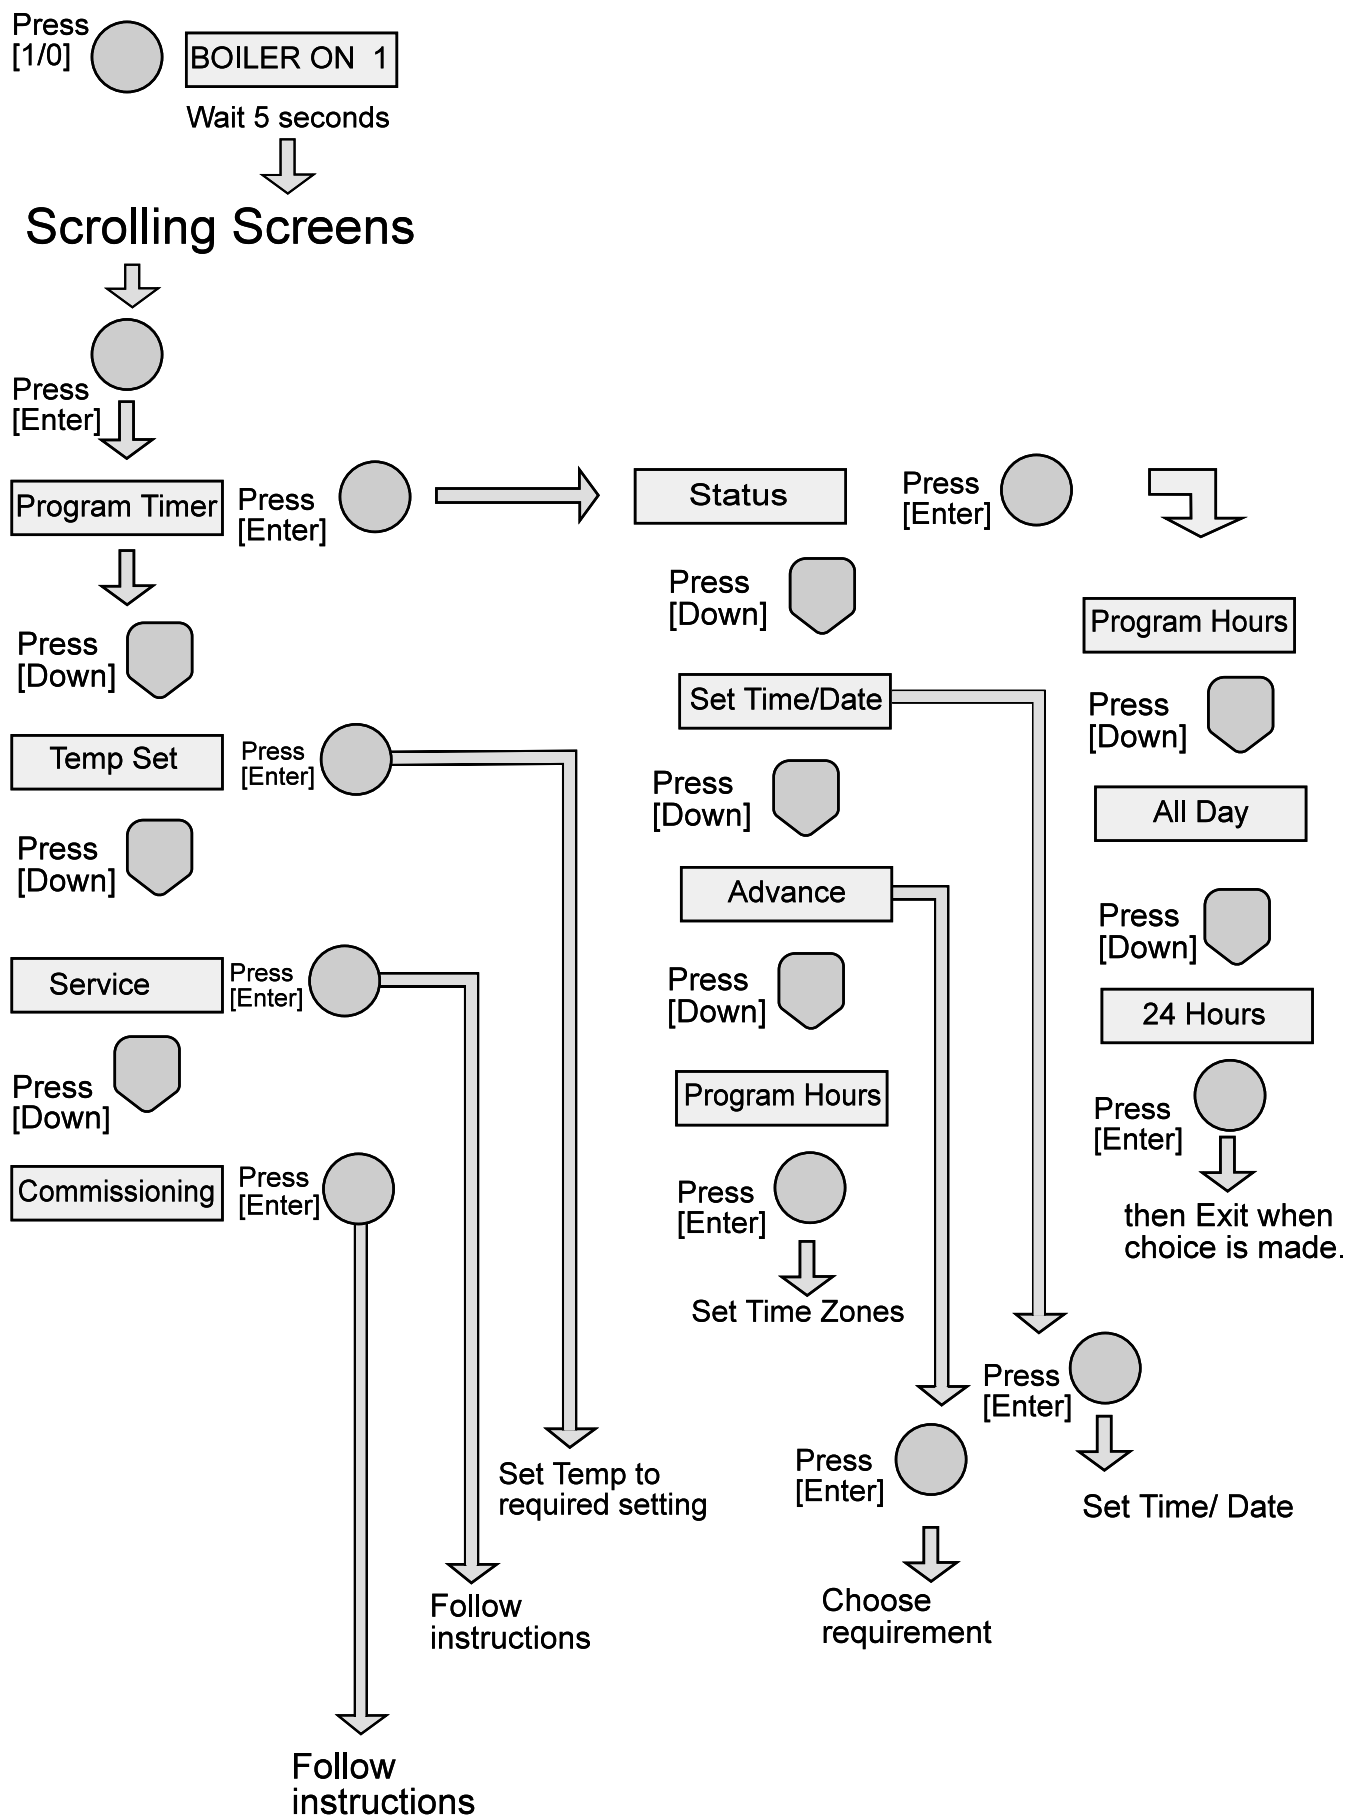 Press
[1/0]
BOILER ON 1
Wait 5 seconds
Scrolling Screens
Press
[Enter]
Program Timer
Press
[Enter]
Status
Press
[Enter]
Press
[Down]
Temp Set
Press
[Enter]
Press
[Down]
Service
Press
[Enter]
Press
[Down]
Commissioning
Press
[Enter]
Follow
instructions
Follow
instructions
Set Temp to
required setting
Press
[Down]
Set Time/Date
Press
[Down]
Advance
Press
[Down]
Program Hours
Press
[Enter]
Set Time Zones
Press
[Enter]
Choose
requirement
Press
[Enter]
Set Time/ Date
Program Hours
Press
[Down]
All Day
Press
[Down]
24 Hours
Press
[Enter]
then Exit when
choice is made.